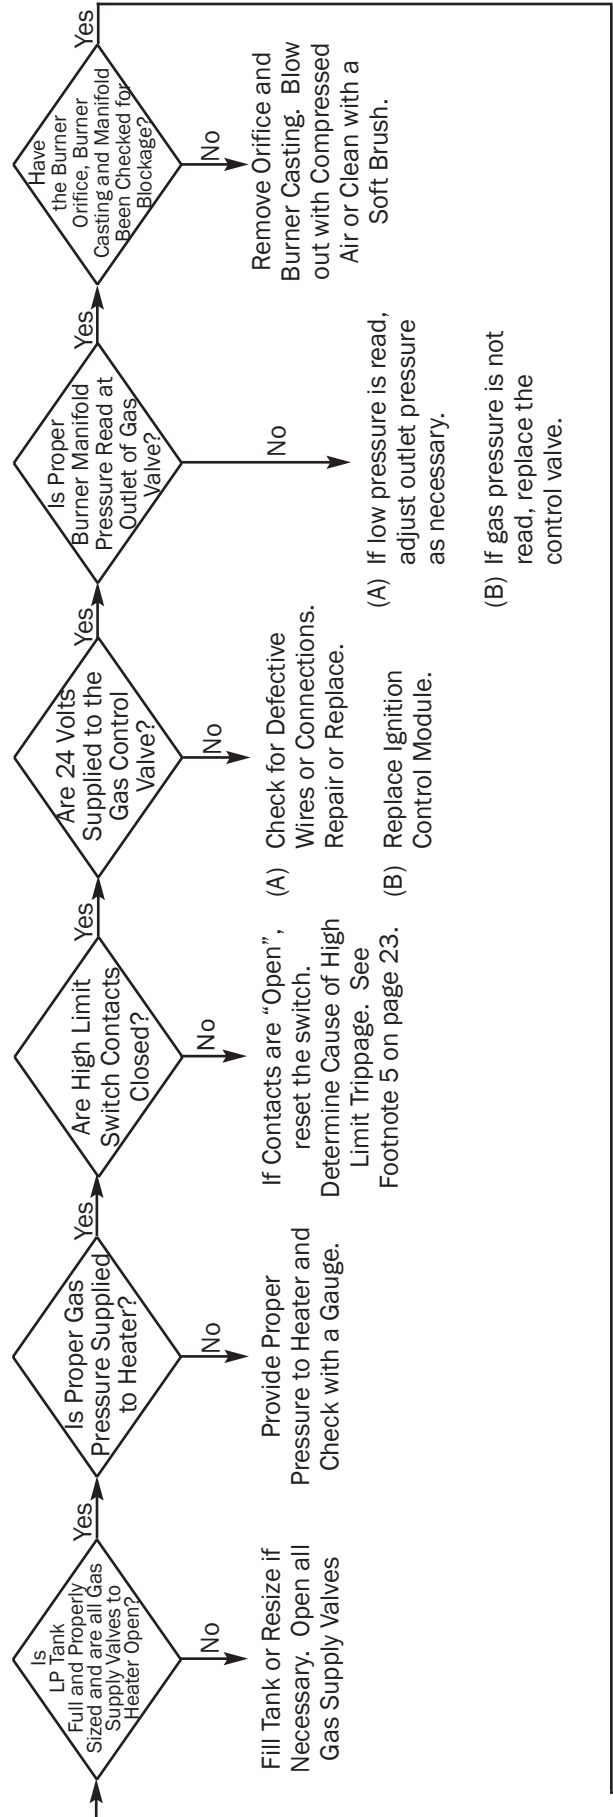 Is
LP Tank
Full and Properly
Sized and are all Gas
Supply Valves to
Heater Open?
Yes
No
Fill Tank or Resize if
Necessary. Open all
Gas Supply Valves
Is Proper Gas
Pressure Supplied
to Heater?
Yes
No
Provide Proper
Pressure to Heater and
Check with a Gauge.
Are High Limit
Switch Contacts
Closed?
Yes
No
If Contacts are “Open”,
reset the switch.
Determine Cause of High
Limit Trippage. See
Footnote 5 on page 23.
Are 24 Volts
Supplied to the
Gas Control
Valve?
Yes
No
(A) Check for Defective
Wires or Connections.
Repair or Replace.
(B) Replace Ignition
Control Module.
Is Proper
Burner Manifold
Pressure Read at
Outlet of Gas
Valve?
Yes
No
(A) If low pressure is read,
adjust outlet pressure
as necessary.
(B) If gas pressure is not
read, replace the
control valve.
Have
the Burner
Orifice, Burner
Casting and Manifold
Been Checked for
Blockage?
Yes
No
Remove Orifice and
Burner Casting. Blow
out with Compressed
Air or Clean with a
Soft Brush.